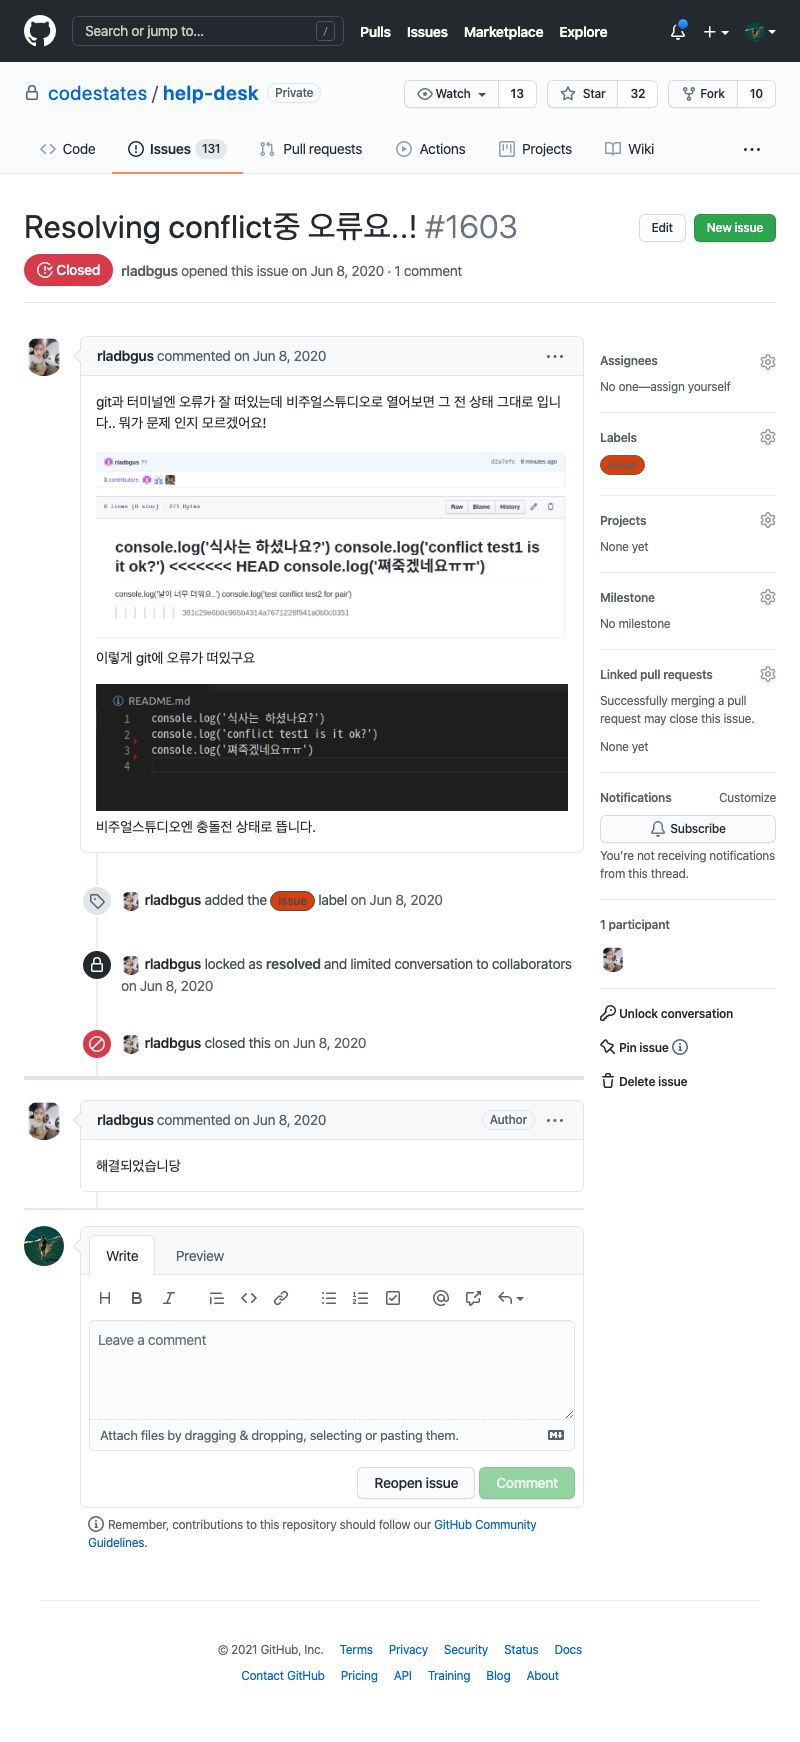 Search or jump to...
/
Pulls
Issues
Marketplace
Explore
codestates / help-desk
Private
Watch
13
Star
32
Fork
10
Code
Issues 131
Pull requests
Actions
Projects
Wiki
Resolving conflict중 오류요..! #1603
Edit
New issue
Closed
rladbgus opened this issue on Jun 8, 2020 · 1 comment
rladbgus commented on Jun 8, 2020
git과 터미널엔 오류가 잘 떠있는데 비주얼스튜디오로 열어보면 그 전 상태 그대로 입니
다.. 뭐가 문제 인지 모르겠어요!
rladbgus ??
d2a7efc 8 minutes ago
3 contributors
8 lines (8 sloc) 271 Bytes
Raw Blame History
console.log('식사는 하셨나요?') console.log('conflict test1 is
it ok?') <<<<<<< HEAD console.log('쪄죽겠네요ㅠㅠ')
console.log('날이 너무 더워요..') console.log('test conflict test2 for pair')
381c29e6b0c965b4314a7671228f941a0b0c0351
이렇게 git에 오류가 떠있구요
README.md
1 console.log('식사는 하셨나요?')
2 console.log('conflict test1 is it ok?')
3 console.log('쪄죽겠네요ㅠㅠ')
4
비주얼스튜디오엔 충돌전 상태로 뜹니다.
rladbgus added the issue label on Jun 8, 2020
rladbgus locked as resolved and limited conversation to collaborators
on Jun 8, 2020
rladbgus closed this on Jun 8, 2020
rladbgus commented on Jun 8, 2020
Author
해결되었습니당
Write
Preview
H B I
Leave a comment
Attach files by dragging & dropping, selecting or pasting them.
Reopen issue
Comment
Remember, contributions to this repository should follow our GitHub Community
Guidelines.
Assignees
No one—assign yourself
Labels
issue
Projects
None yet
Milestone
No milestone
Linked pull requests
Successfully merging a pull
request may close this issue.
None yet
Notifications
Customize
Subscribe
You're not receiving notifications
from this thread.
1 participant
Unlock conversation
Pin issue
Delete issue
© 2021 GitHub, Inc.
Terms
Privacy
Security
Status
Docs
Contact GitHub
Pricing
API
Training
Blog
About